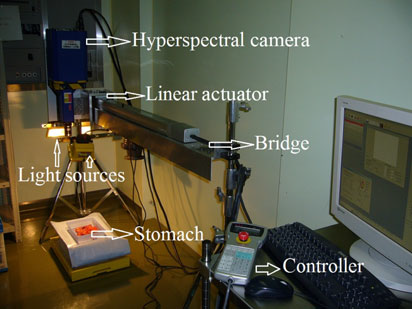 Hyperspectral camera
Linear actuator
Bridge
Light sources
Stomach
Controller